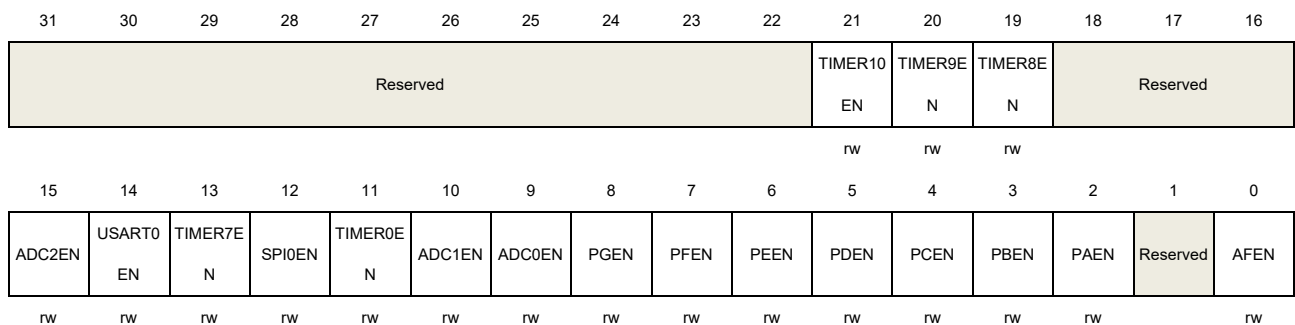 31 30 29 28 27 26 25 24 23 22 21 20 19 18 17 16
Reserved TIMER10 EN TIMER9E N TIMER8E N Reserved
rw rw rw
15 14 13 12 11 10 9 8 7 6 5 4 3 2 1 0
ADC2EN USART0 EN TIMER7E N SPI0EN TIMER0E N ADC1EN ADC0EN PGEN PFEN PEEN PDEN PCEN PBEN PAEN Reserved AFEN
rw rw rw rw rw rw rw rw rw rw rw rw rw rw rw